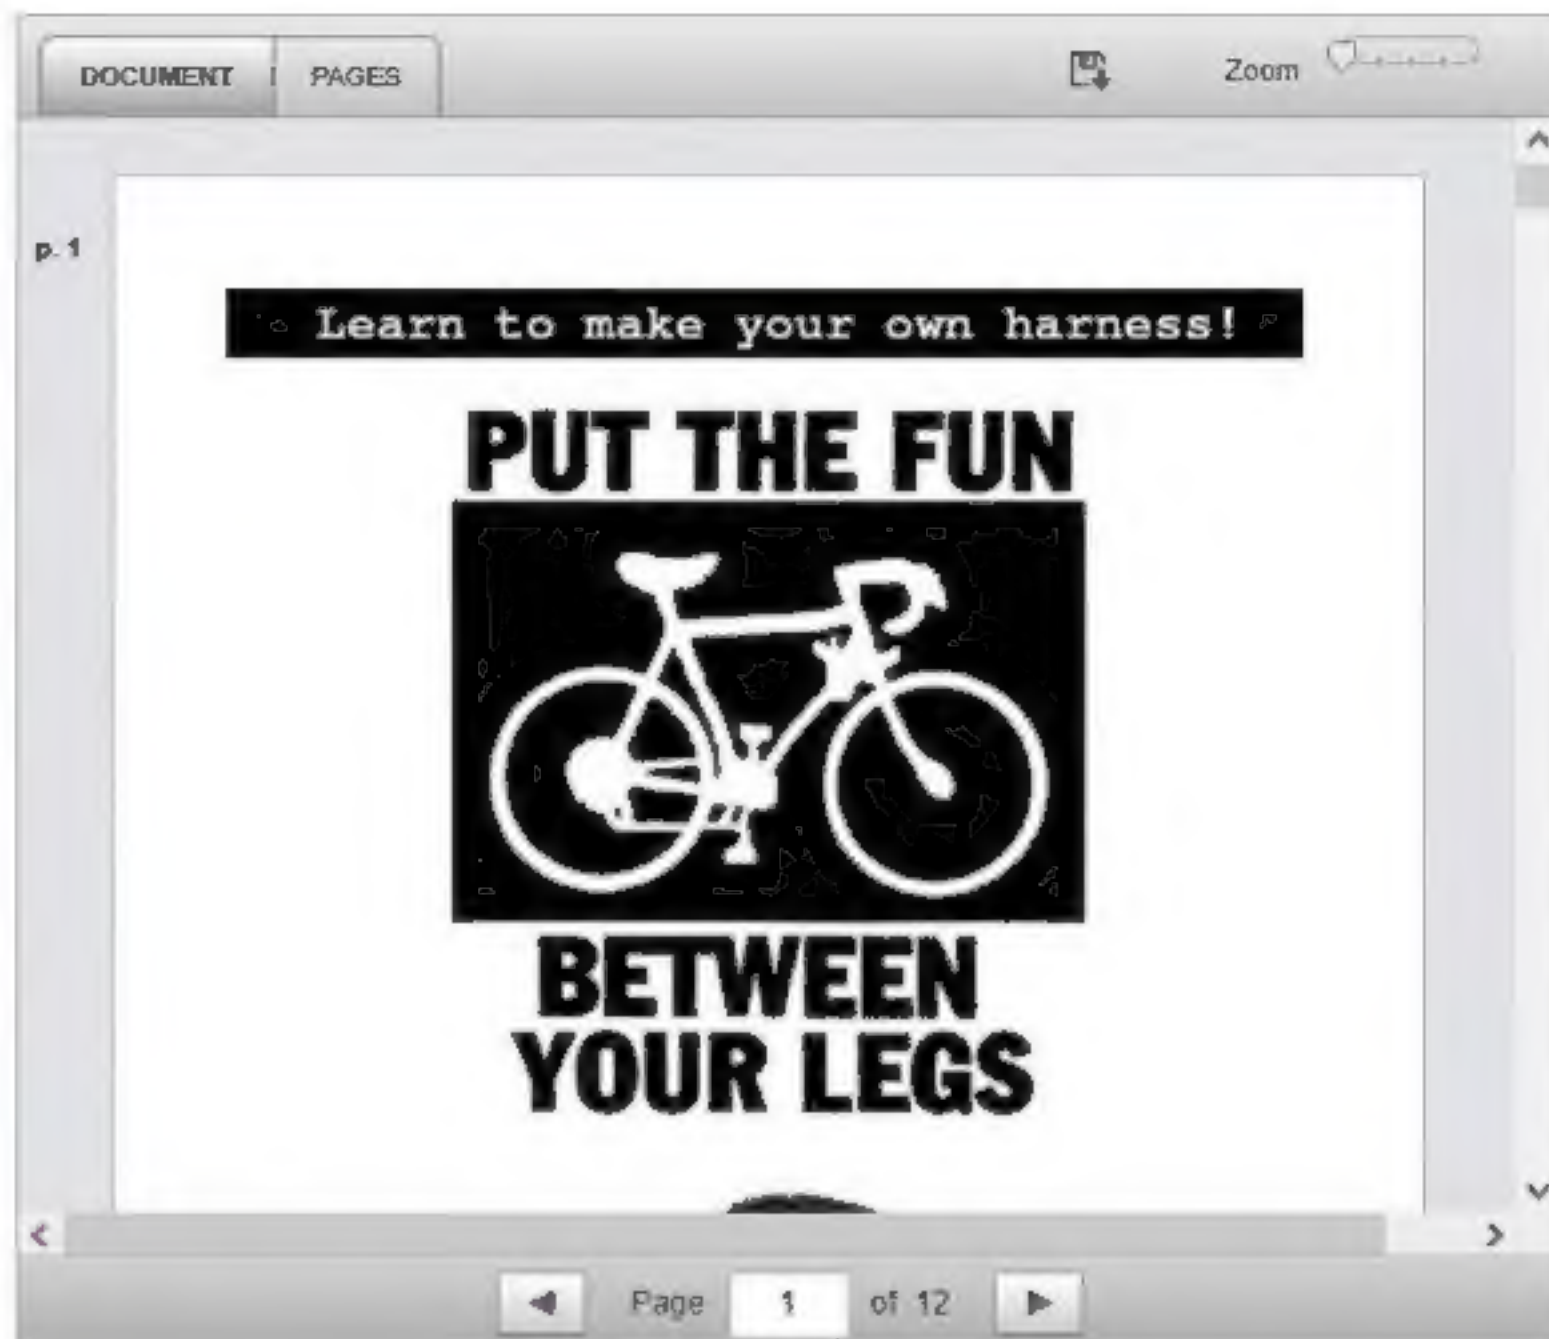 DOCUMENT PAGES Zoom
p. 1
Learn to make your own harness!
PUT THE FUN
BETWEEN
YOUR LEGS
Page 1 of 12